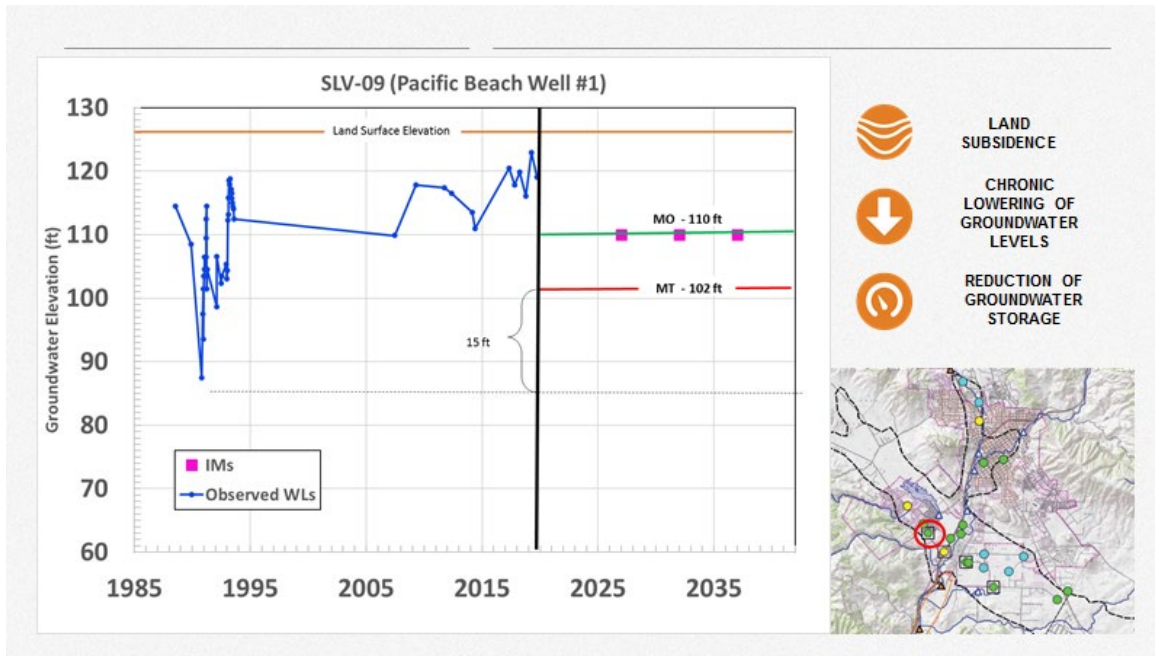 SLV-09 (Pacific Beach Well #1)
Groundwater Elevation (ft)
130
120
110
100
90
80
70
60
Land Surface Elevation
MO - 110 ft
MT - 102 ft
15 ft
IMs
Observed WLs
1985
1995
2005
2015
2025
2035
LAND
SUBSIDENCE
CHRONIC
LOWERING OF
GROUNDWATER
LEVELS
REDUCTION OF
GROUNDWATER
STORAGE